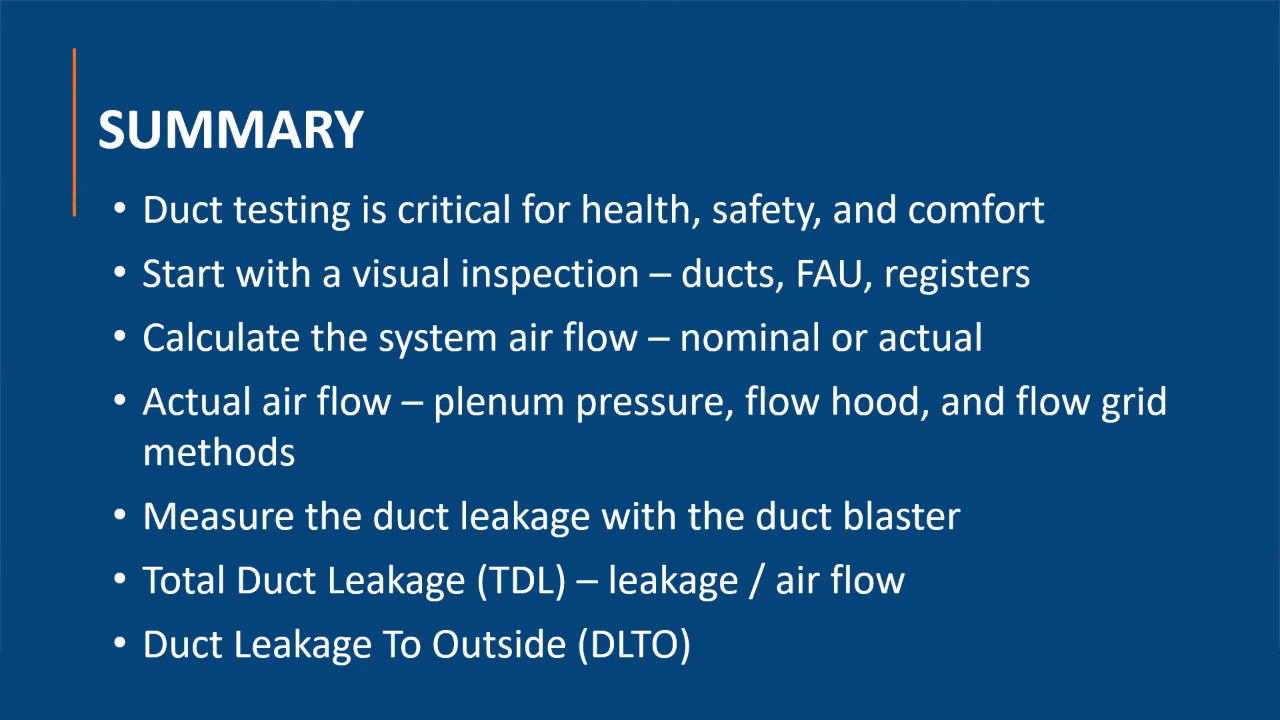 SUMMARY
• Duct testing is critical for health, safety, and comfort
• Start with a visual inspection – ducts, FAU, registers
• Calculate the system air flow – nominal or actual
• Actual air flow – plenum pressure, flow hood, and flow grid
methods
• Measure the duct leakage with the duct blaster
• Total Duct Leakage (TDL) – leakage / air flow
• Duct Leakage To Outside (DLTO)